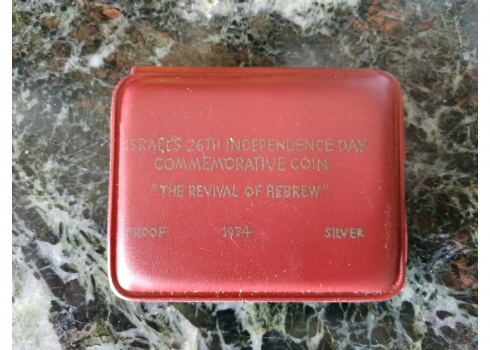 ISRAEL'S 26TH INDEPENDENCE DAY
COMMEMORATIVE COIN
"THE REVIVAL OF HEBREW"
PROOF 1974 SILVER